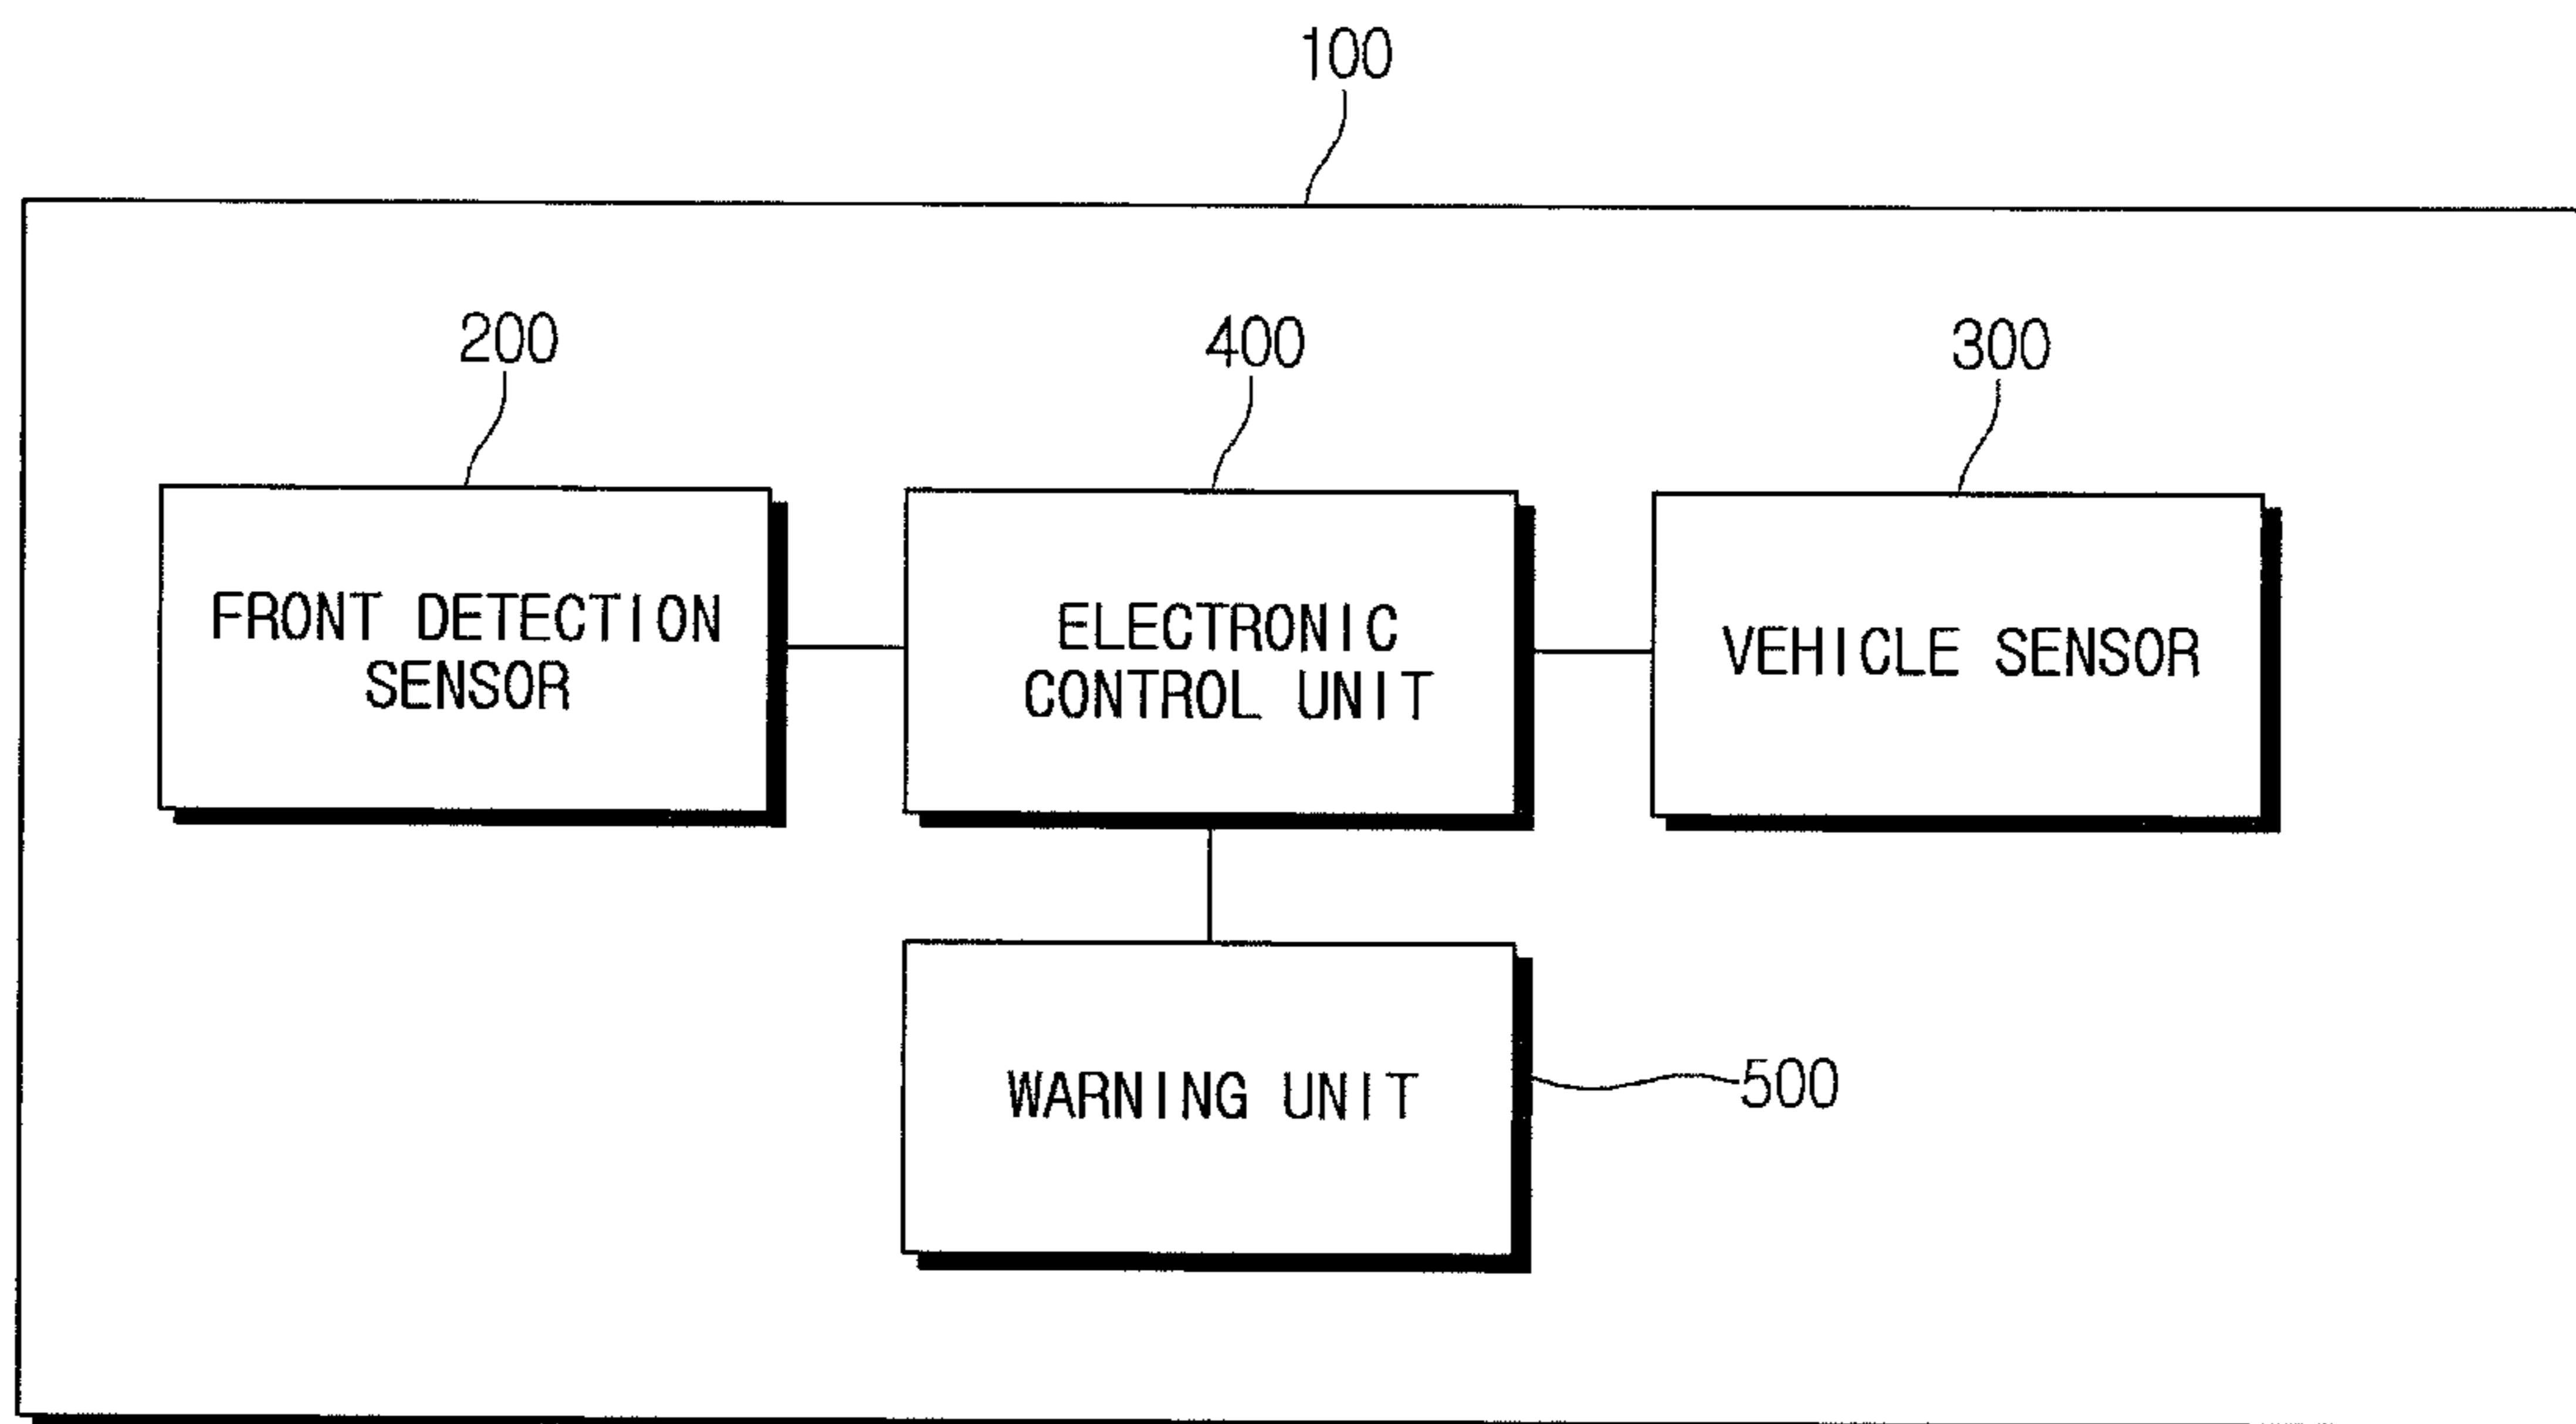 100
200
400
300
FRONT DETECTION
SENSOR
ELECTRONIC
CONTROL UNIT
VEHICLE SENSOR
WARNING UNIT
500